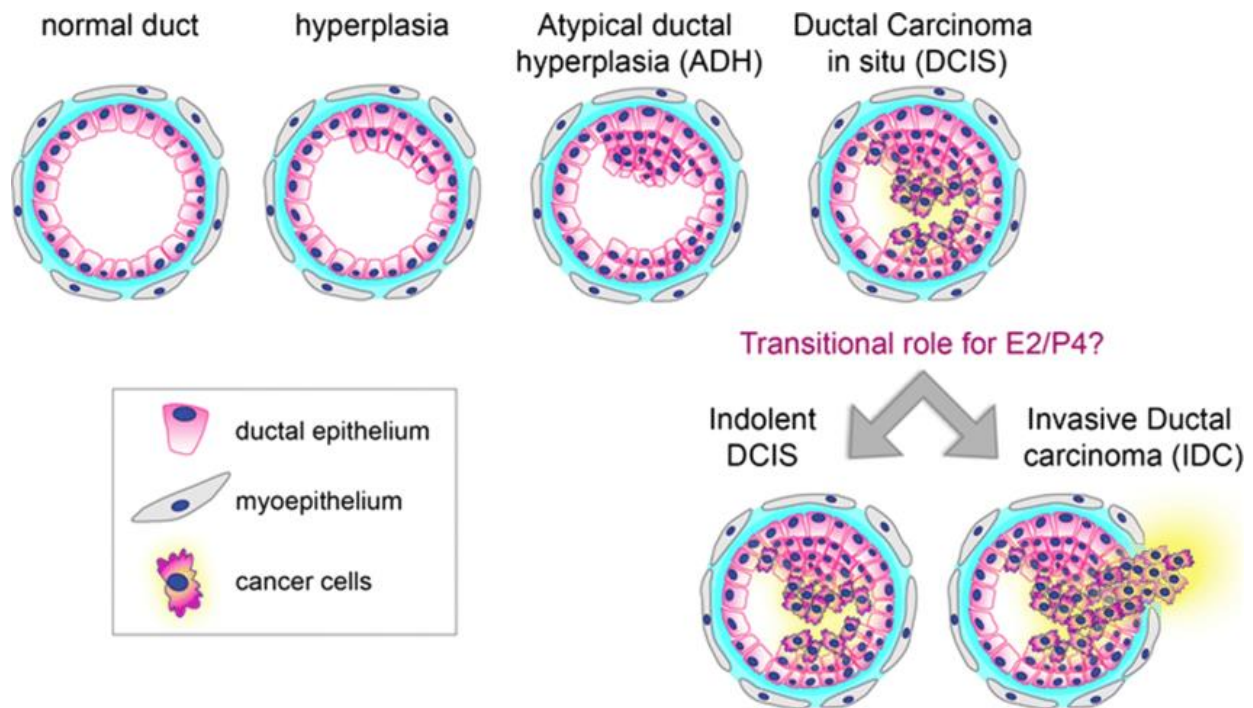 normal duct
hyperplasia
Atypical ductal
hyperplasia (ADH)
Ductal Carcinoma
in situ (DCIS)
Transitional role for E2/P4?
Indolent
DCIS
Invasive Ductal
carcinoma (IDC)
ductal epithelium
myoepithelium
cancer cells